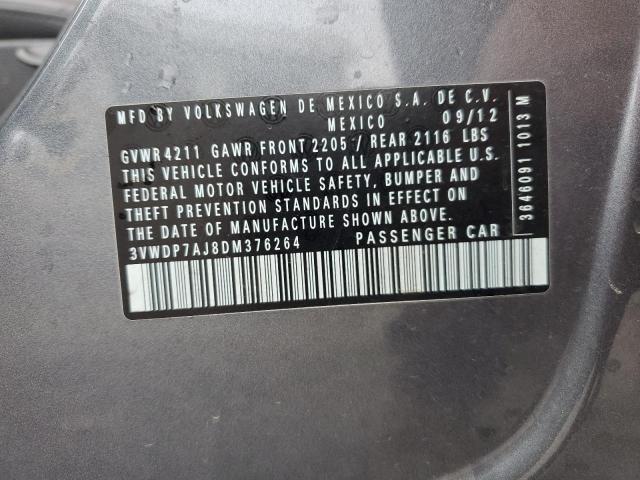 MFD BY VOLKSWAGEN DE MEXICO S.A. DE C.V.
MEXICO 09/12
GVWR 4211 GAWR FRONT 2205 / REAR 2116 LBS
THIS VEHICLE CONFORMS TO ALL APPLICABLE U.S.
FEDERAL MOTOR VEHICLE SAFETY, BUMPER AND
THEFT PREVENTION STANDARDS IN EFFECT ON
THE DATE OF MANUFACTURE SHOWN ABOVE.
3VWDP7AJ8DM376264 PASSENGER CAR
3646091 1013 M